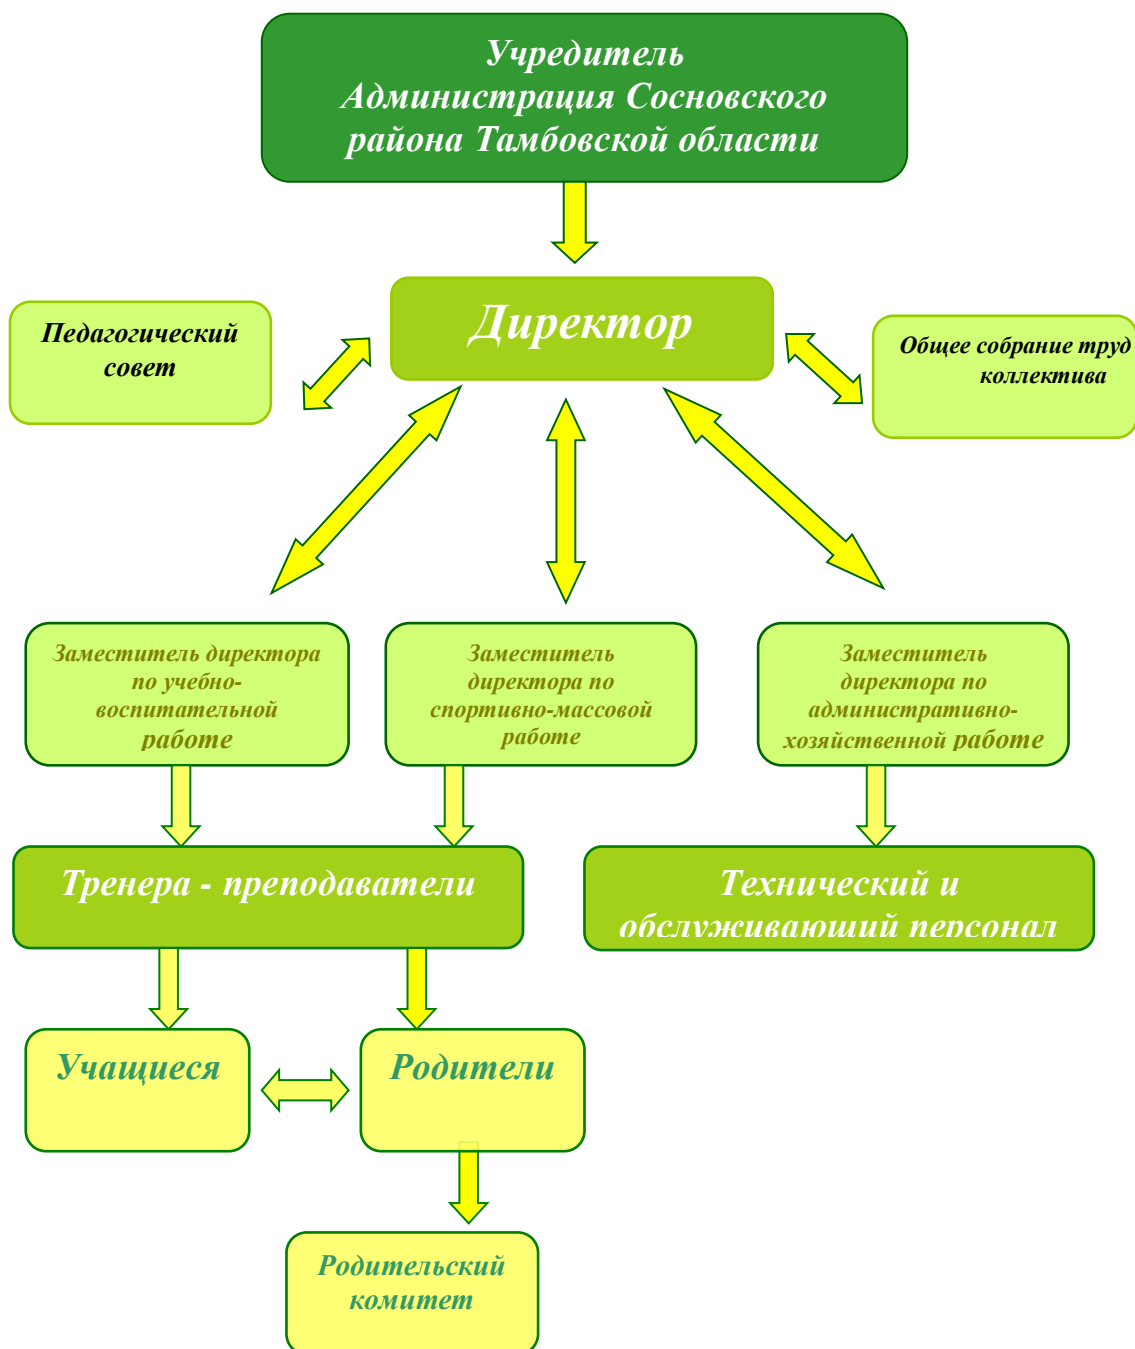 Учредитель
Администрация Сосновского
района Тамбовской области
Директор
Педагогический
совет
Общее собрание труд
коллектива
Заместитель директора
по учебно-
воспитательной
работе
Заместитель
директора по
спортивно-массовой
работе
Заместитель
директора по
административно-
хозяйственной работе
Тренера - преподаватели
Технический и
обслуживающий персонал
Учащиеся
Родители
Родительский
комитет